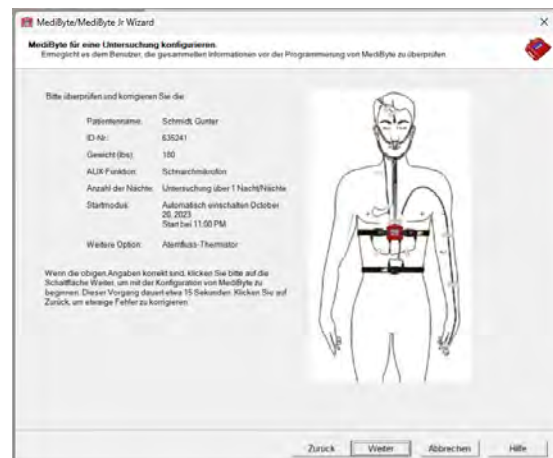 MediByte/MediByte Jr Wizard
MediByte für eine Untersuchung konfigurieren.
Ermöglicht es dem Benutzer, die gesammelten Informationen vor der Programmierung von MediByte zu überprüfen.
Bitte überprüfen und korrigieren Sie die:
Patientenname: Schmidt, Gunter
ID-Nr.: 635241
Gewicht (lbs): 180
AUX-Funktion: Schnarchmikrofon
Anzahl der Nächte: Untersuchung über 1 Nacht/Nächte
Startmodus: Automatisch einschalten October
20, 2023
Start bei 11:00 PM
Weitere Option: Atemfluss-Thermistor
Wenn die obigen Angaben korrekt sind, klicken Sie bitte auf die
Schaltfläche Weiter, um mit der Konfiguration von MediByte zu
beginnen. Dieser Vorgang dauert etwa 15 Sekunden. Klicken Sie auf
Zurück, um etwaige Fehler zu korrigieren.
Zurück Weiter Abbrechen Hilfe